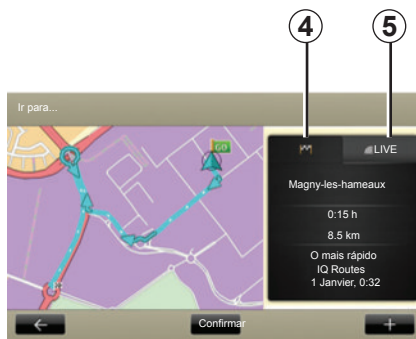 4 5
Ir para...
GO
LIVE
Magny-les-hameaux
0:15 h
8.5 km
O mais rápido
IQ Routes
1 Janvier, 0:32
Confirmar